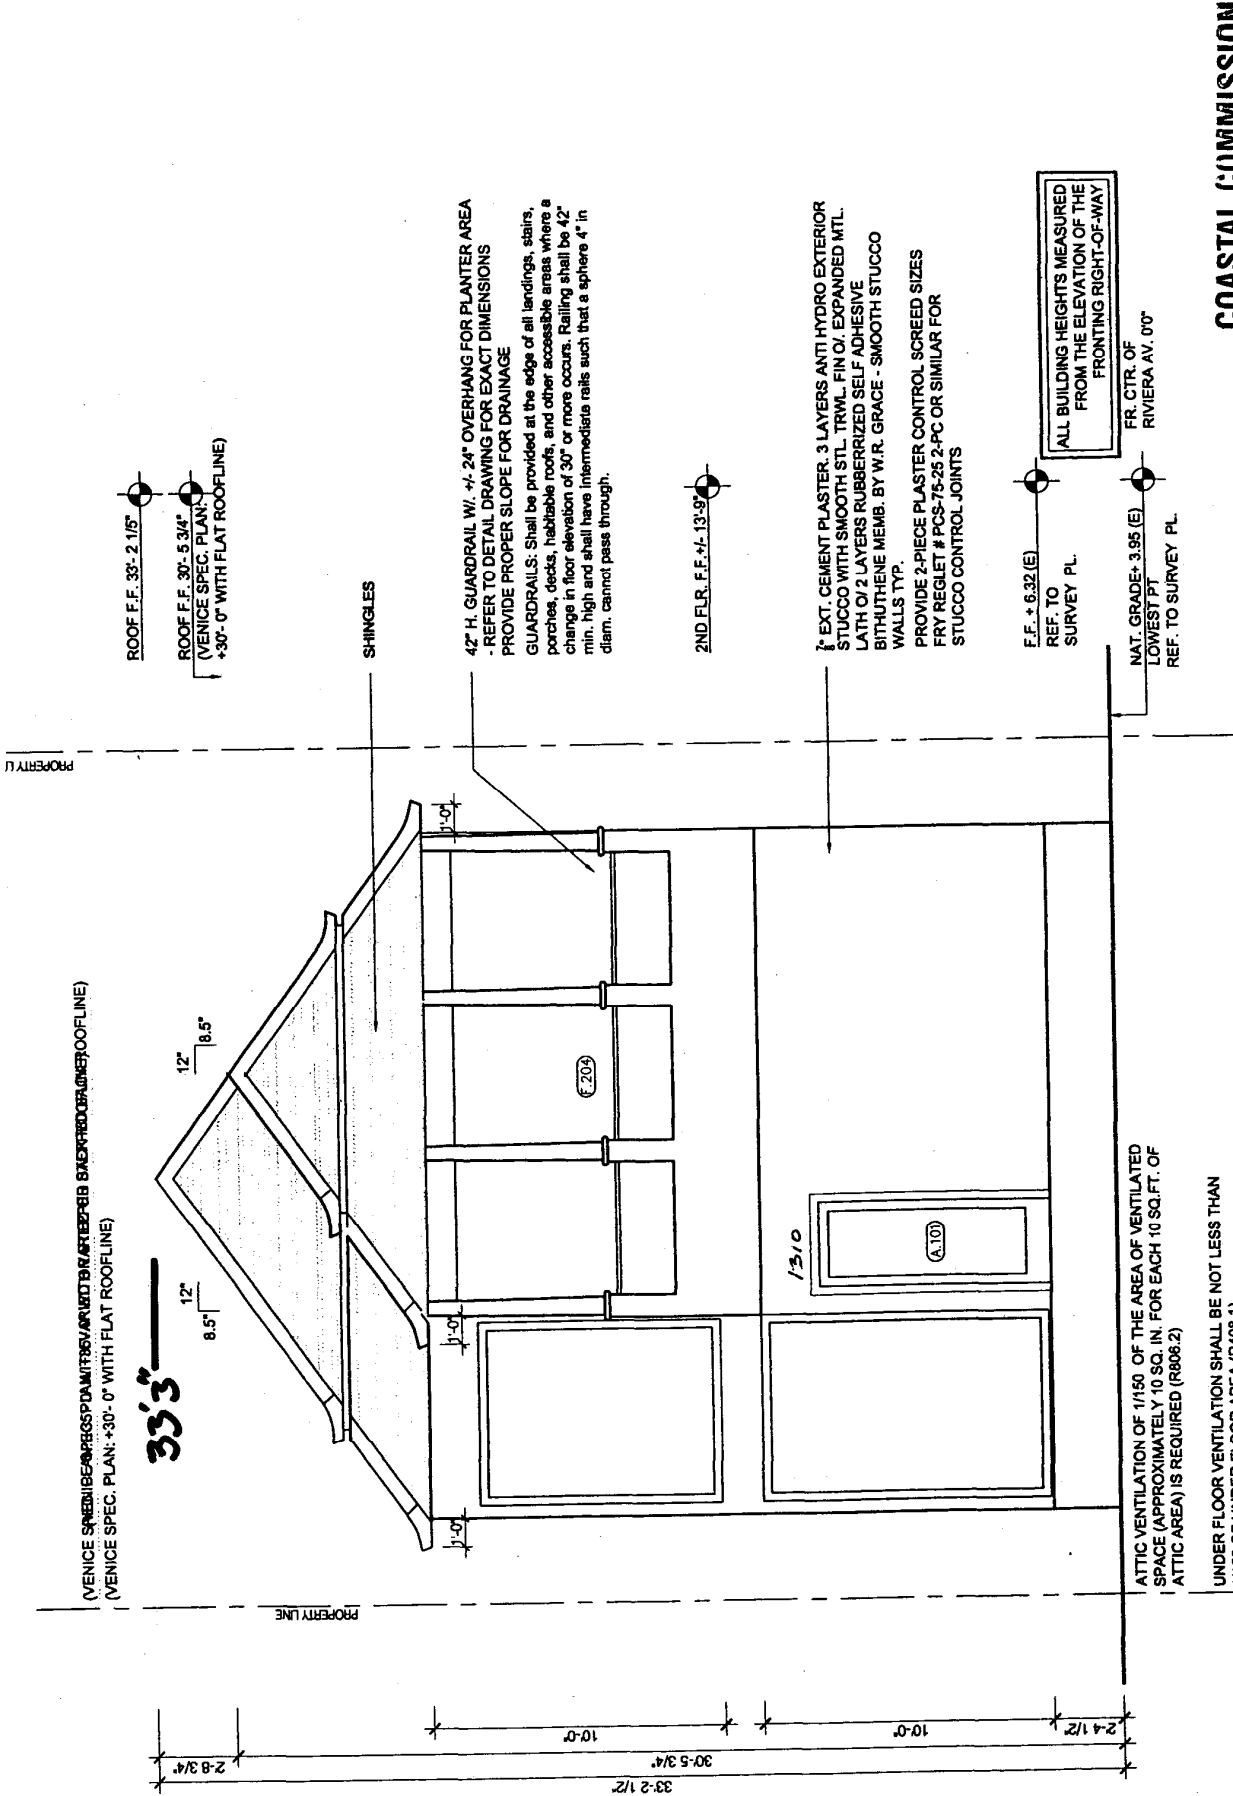 PROPERTY LI
(VENICE SPEC. PLAN: +30'- 0" WITH FLAT ROOFLINE)
33'3"
12"
8.5"
12"
8.5"
PROPERTY LINE
1'-0"
1'-0"
1'-0"
F.204
1310
A.101
33'-2 1/2"
2'-8 3/4"
30'-5 3/4"
10'-0"
10'-0"
2'-4 1/2"
ROOF F.F. 33'- 2 1/5"
ROOF F.F. 30'- 5 3/4"
(VENICE SPEC. PLAN:
+30'- 0" WITH FLAT ROOFLINE)
SHINGLES
42" H. GUARDRAIL W/. +/- 24" OVERHANG FOR PLANTER AREA
- REFER TO DETAIL DRAWING FOR EXACT DIMENSIONS
PROVIDE PROPER SLOPE FOR DRAINAGE
GUARDRAILS: Shall be provided at the edge of all landings, stairs,
porches, decks, habitable roofs, and other accessible areas where a
change in floor elevation of 30" or more occurs. Railing shall be 42"
min. high and shall have intermediate rails such that a sphere 4" in
diam. cannot pass through.
2ND FLR. F.F.+/- 13'-9"
EXT. CEMENT PLASTER. 3 LAYERS ANTI HYDRO EXTERIOR
STUCCO WITH SMOOTH STL. TRWL. FIN O/. EXPANDED MTL.
LATH O/ 2 LAYERS RUBBERRIZED SELF ADHESIVE
BITHUTHENE MEMB. BY W.R. GRACE - SMOOTH STUCCO
WALLS TYP.
PROVIDE 2-PIECE PLASTER CONTROL SCREED SIZES
FRY REGLET # PCS-75-25 2-PC OR SIMILAR FOR
STUCCO CONTROL JOINTS
F.F. + 6.32 (E)
REF. TO
SURVEY PL.
ALL BUILDING HEIGHTS MEASURED
FROM THE ELEVATION OF THE
FRONTING RIGHT-OF-WAY
FR. CTR. OF
RIVIERA AV. 0'0"
NAT. GRADE+ 3.95 (E)
LOWEST PT
REF. TO SURVEY PL.
ATTIC VENTILATION OF 1/150 OF THE AREA OF VENTILATED
SPACE (APPROXIMATELY 10 SQ. IN. FOR EACH 10 SQ.FT. OF
ATTIC AREA) IS REQUIRED (R806.2)
UNDER FLOOR VENTILATION SHALL BE NOT LESS THAN
COASTAL COMMISSION